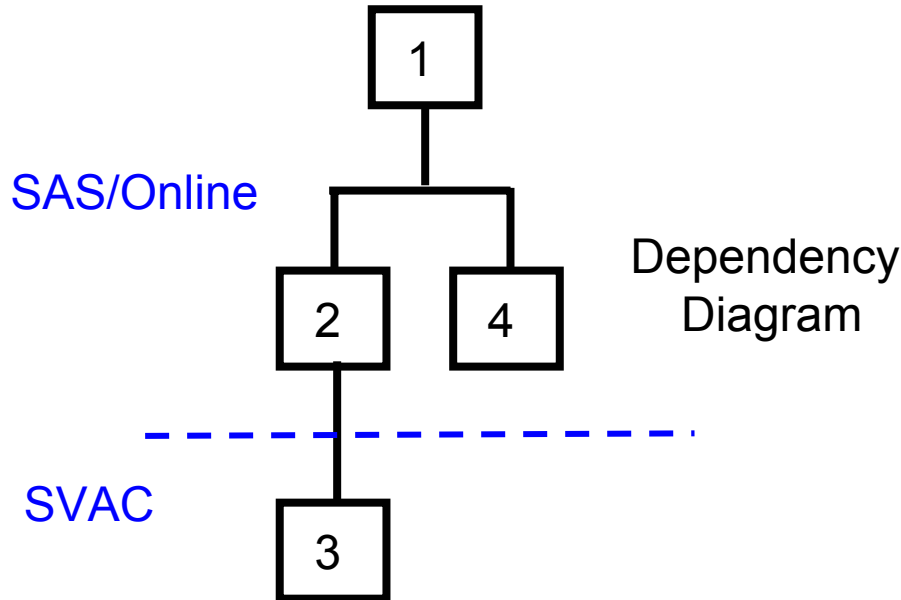 1
SAS/Online
Dependency
Diagram
2
4
SVAC
3